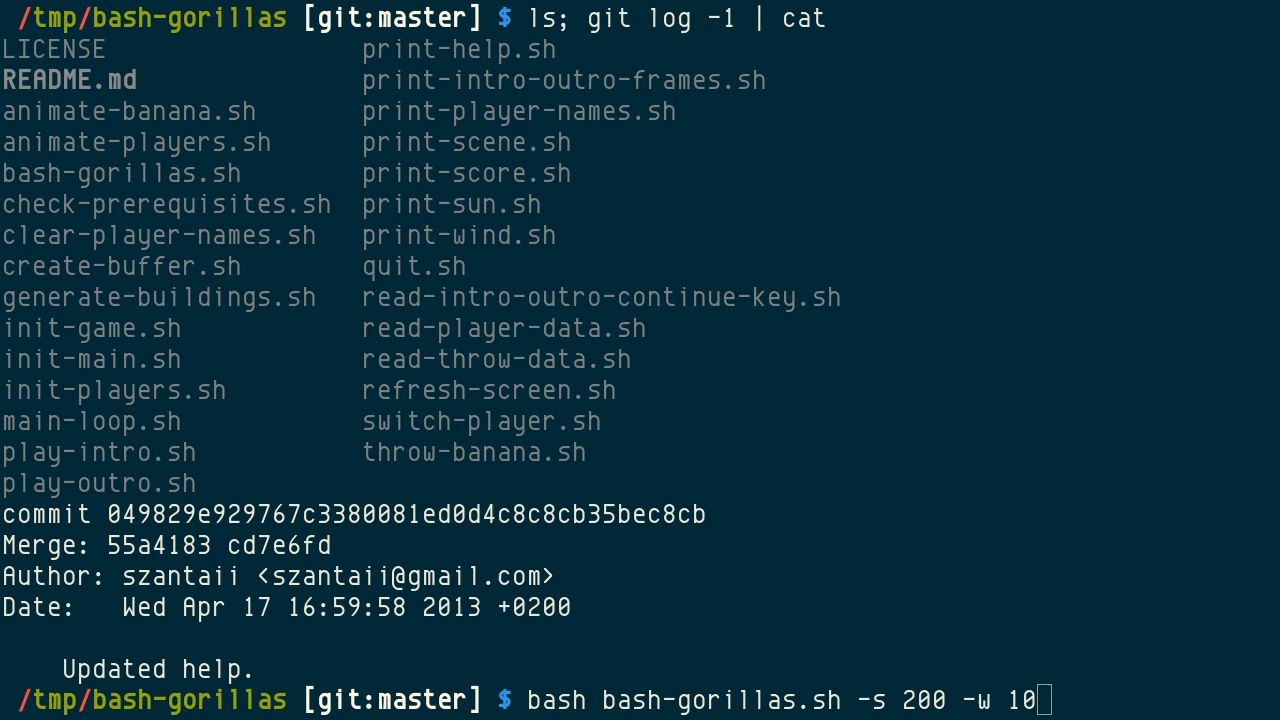 /tmp/bash-gorillas [git:master] $ ls; git log -1 | cat
LICENSE                 print-help.sh
README.md               print-intro-outro-frames.sh
animate-banana.sh       print-player-names.sh
animate-players.sh      print-scene.sh
bash-gorillas.sh        print-score.sh
check-prerequisites.sh  print-sun.sh
clear-player-names.sh   print-wind.sh
create-buffer.sh        quit.sh
generate-buildings.sh   read-intro-outro-continue-key.sh
init-game.sh            read-player-data.sh
init-main.sh            read-throw-data.sh
init-players.sh         refresh-screen.sh
main-loop.sh            switch-player.sh
play-intro.sh           throw-banana.sh
play-outro.sh
commit 049829e929767c3380081ed0d4c8c8cb35bec8cb
Merge: 55a4183 cd7e6fd
Author: szantaii <szantaii@gmail.com>
Date:   Wed Apr 17 16:59:58 2013 +0200

    Updated help.
/tmp/bash-gorillas [git:master] $ bash bash-gorillas.sh -s 200 -w 10